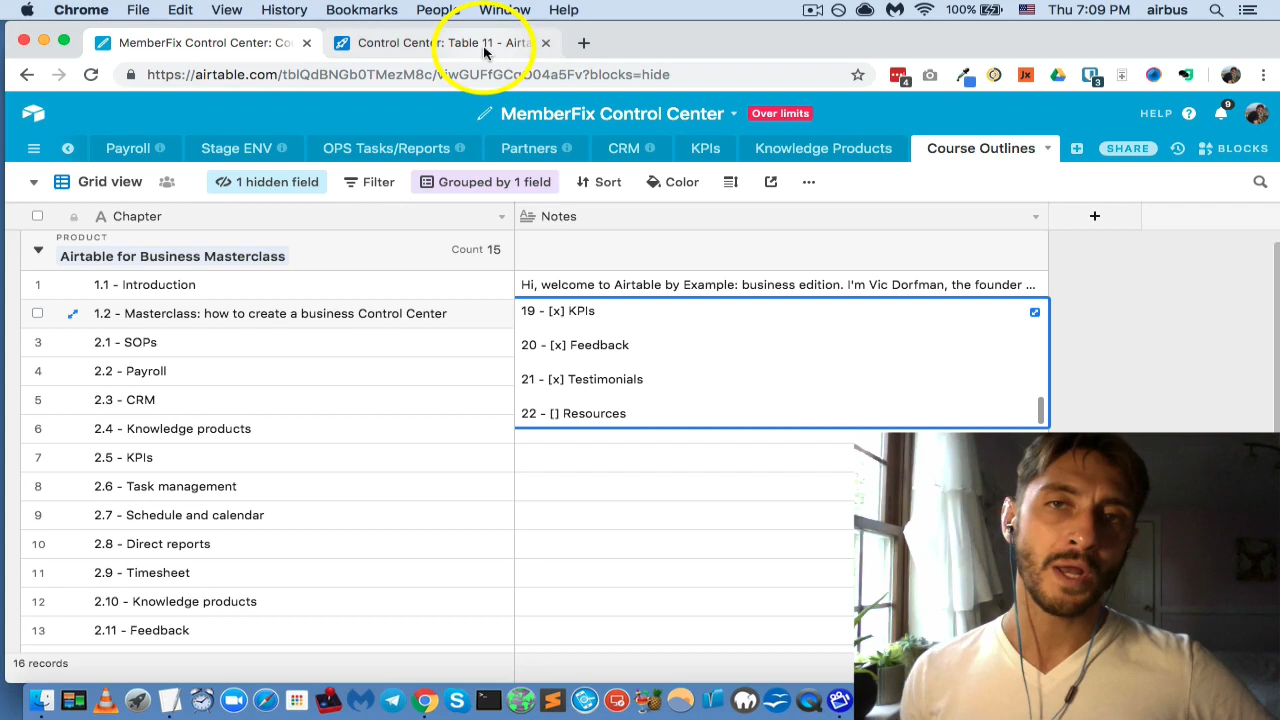 Chrome File Edit View History Bookmarks People Window Help 100% Thu 7:09 PM airbus
MemberFix Control Center: Co
Control Center: Table 11 - Airta
https://airtable.com/tblQdBNGb0TMezM8c/
?blocks=hide
4
3
MemberFix Control Center
Over limits
HELP
9
Payroll
Stage ENV
OPS Tasks/Reports
Partners
CRM
KPIs
Knowledge Products
Course Outlines
SHARE
BLOCKS
Grid view
1 hidden field
Filter
Grouped by 1 field
Sort
Color
Chapter
Notes
PRODUCT
Airtable for Business Masterclass
Count 15
1 1.1 - Introduction
Hi, welcome to Airtable by Example: business edition. I'm Vic Dorfman, the founder ...
1.2 - Masterclass: how to create a business Control Center
19 - [x] KPIs
20 - [x] Feedback
21 - [x] Testimonials
22 - [] Resources
3 2.1 - SOPs
4 2.2 - Payroll
5 2.3 - CRM
6 2.4 - Knowledge products
7 2.5 - KPIs
8 2.6 - Task management
9 2.7 - Schedule and calendar
10 2.8 - Direct reports
11 2.9 - Timesheet
12 2.10 - Knowledge products
13 2.11 - Feedback
16 records